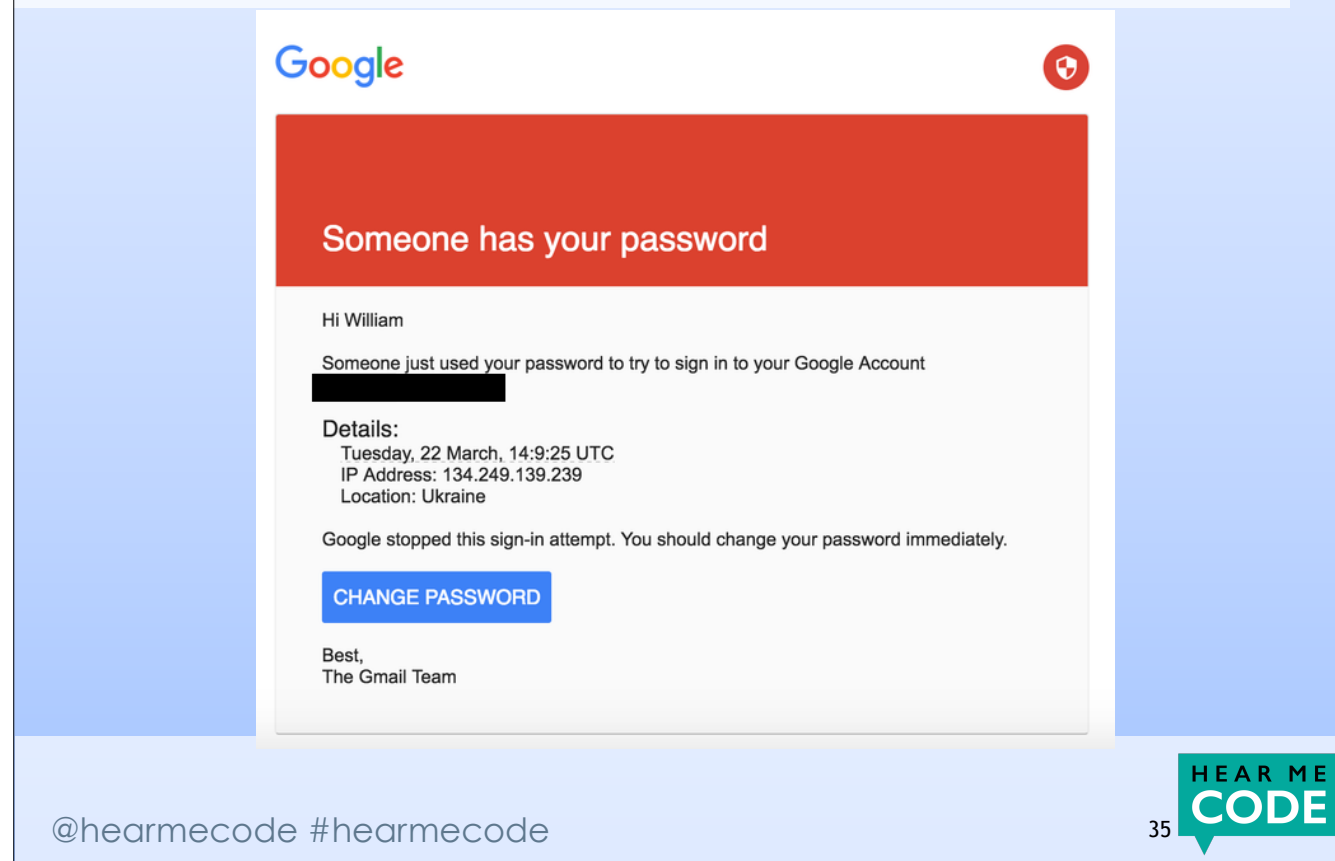 Google
Someone has your password
Hi William
Someone just used your password to try to sign in to your Google Account
Details:
Tuesday, 22 March, 14:9:25 UTC
IP Address: 134.249.139.239
Location: Ukraine
Google stopped this sign-in attempt. You should change your password immediately.
CHANGE PASSWORD
Best,
The Gmail Team
@hearmecode #hearmecode
35
HEAR ME
CODE